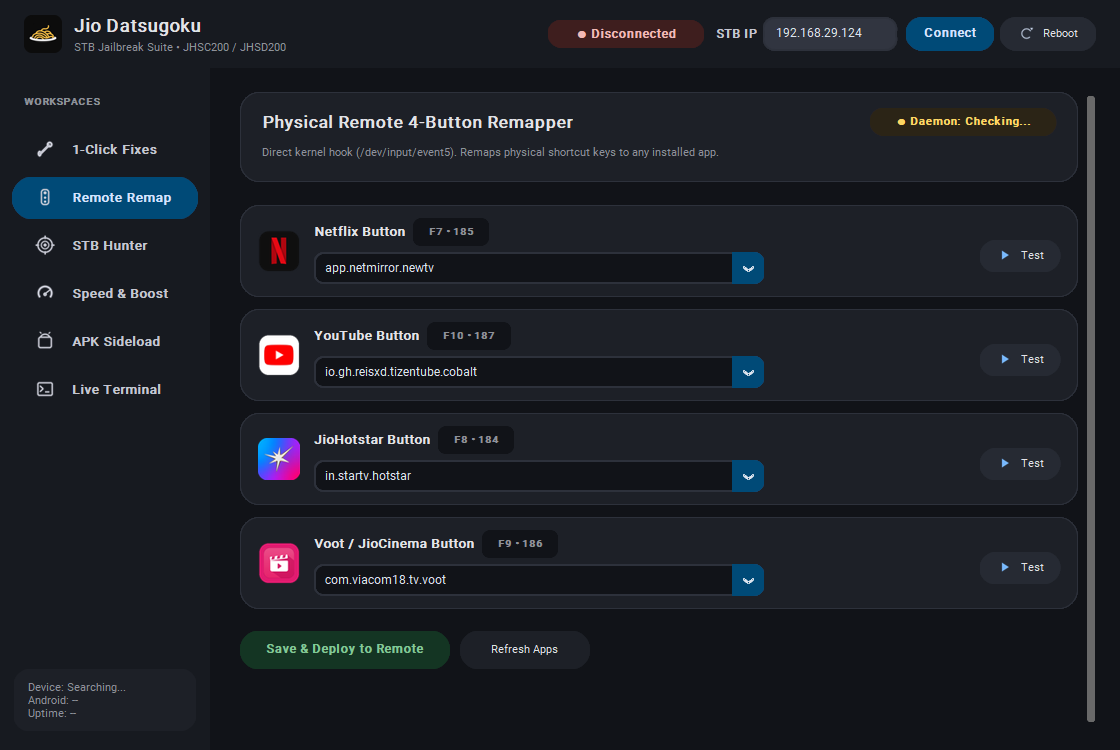 Jio Datsugoku
STB Jailbreak Suite • JHSC200 / JHSD200
● Disconnected
STB IP
192.168.29.124
Connect
Reboot
WORKSPACES
1-Click Fixes
Remote Remap
STB Hunter
Speed & Boost
APK Sideload
Live Terminal
Device: Searching...
Android: --
Uptime: --
Physical Remote 4-Button Remapper
● Daemon: Checking...
Direct kernel hook (/dev/input/event5). Remaps physical shortcut keys to any installed app.
Netflix Button
F7 • 185
app.netmirror.newtv
Test
YouTube Button
F10 • 187
io.gh.reisxd.tizentube.cobalt
Test
JioHotstar Button
F8 • 184
in.startv.hotstar
Test
Voot / JioCinema Button
F9 • 186
com.viacom18.tv.voot
Test
Save & Deploy to Remote
Refresh Apps